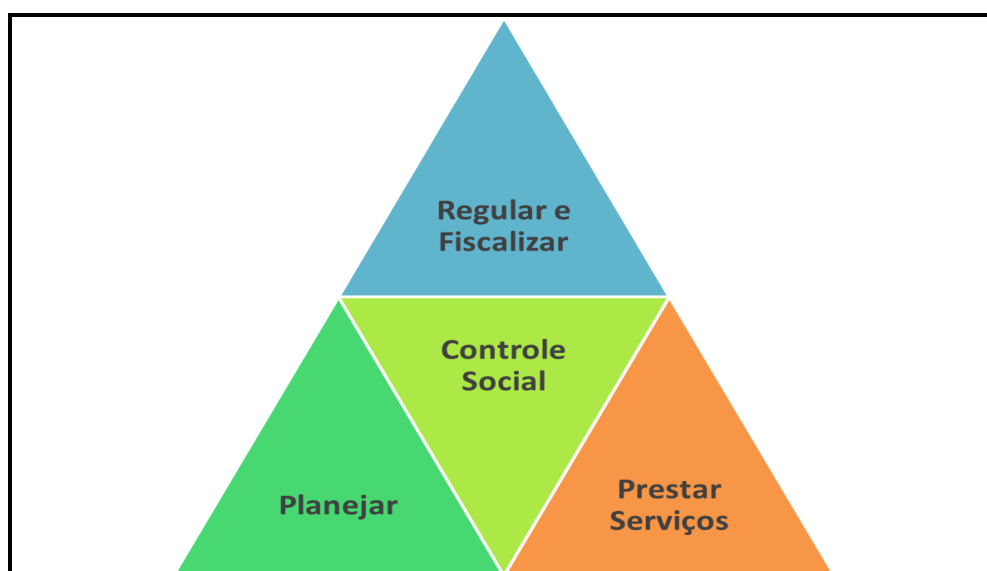 Regular e
Fiscalizar
Controle
Social
Planejar
Prestar
Serviços